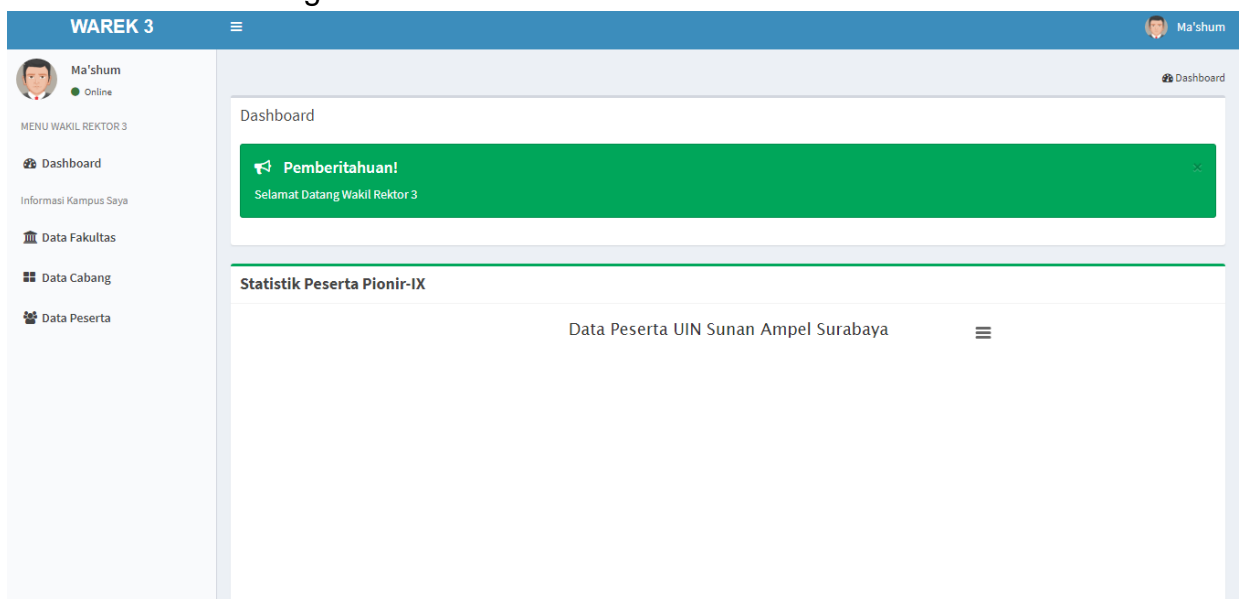 WAREK 3
Ma'shum
Ma'shum
Online
Dashboard
MENU WAKIL REKTOR 3
Dashboard
Informasi Kampus Saya
Data Fakultas
Data Cabang
Data Peserta
Dashboard
Pemberitahuan!
×
Selamat Datang Wakil Rektor 3
Statistik Peserta Pionir-IX
Data Peserta UIN Sunan Ampel Surabaya